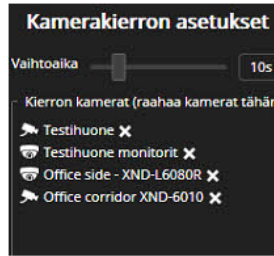 Kamerakierron asetukset
Vaihtoaika 10s
Kierron kamerat (raahaa kamerat tähän
Testihuone
Testihuone monitorit
Office side - XND-L6080R
Office corridor XND-6010